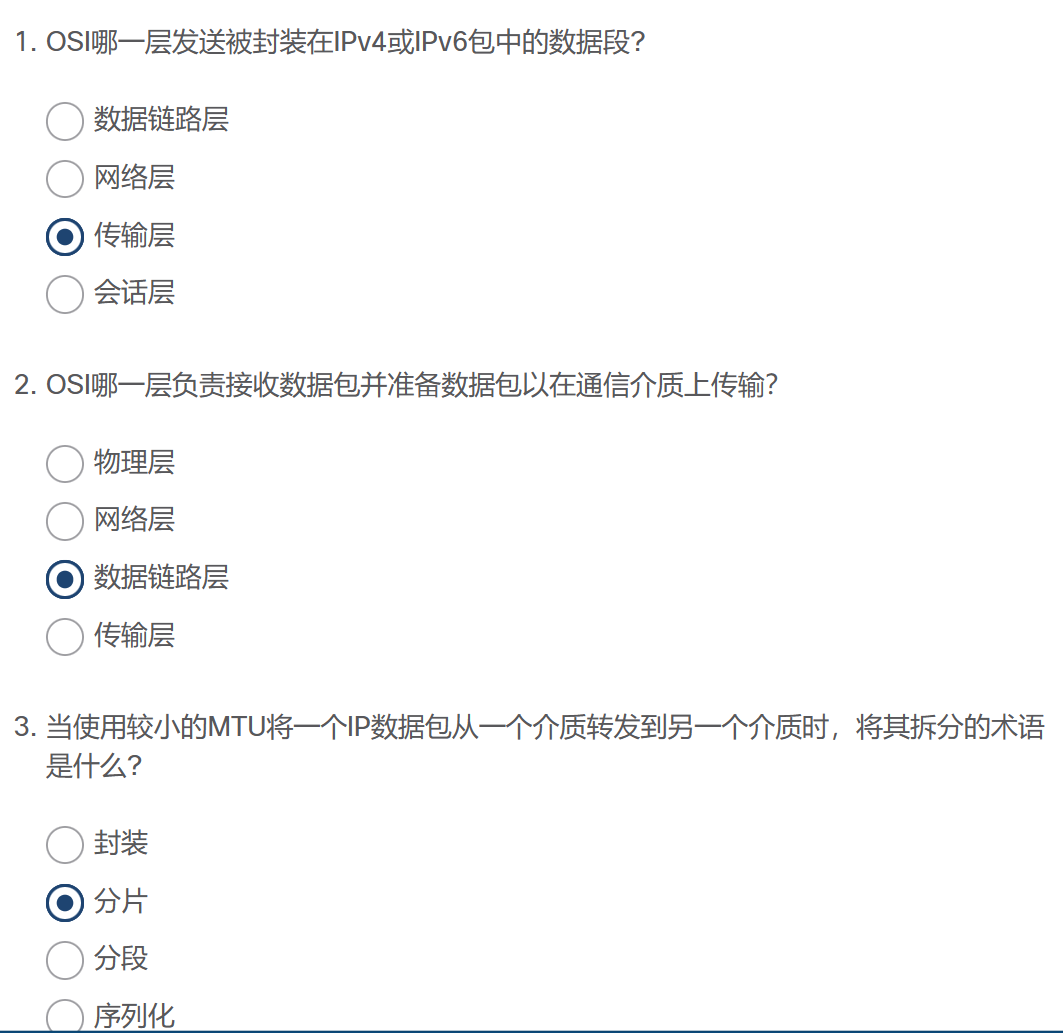 1. OSI哪一层发送被封装在IPv4或IPv6包中的数据段?
数据链路层
网络层
传输层
会话层
2. OSI哪一层负责接收数据包并准备数据包以在通信介质上传输?
物理层
网络层
数据链路层
传输层
3. 当使用较小的MTU将一个IP数据包从一个介质转发到另一个介质时，将其拆分的术语
是什么?
封装
分片
分段
序列化